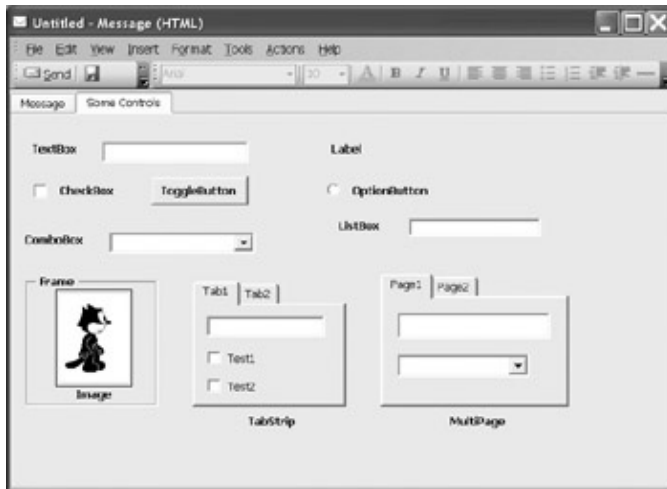 Untitled - Message (HTML)
File Edit View Insert Format Tools Actions Help
Send Arial 10 A B I U
Message Some Controls
TextBox Label
CheckBox ToggleButton OptionButton
ListBox
ComboBox
Frame
Tab1 Tab2
Page1 Page2
Test1
Test2
Image
TabStrip MultiPage